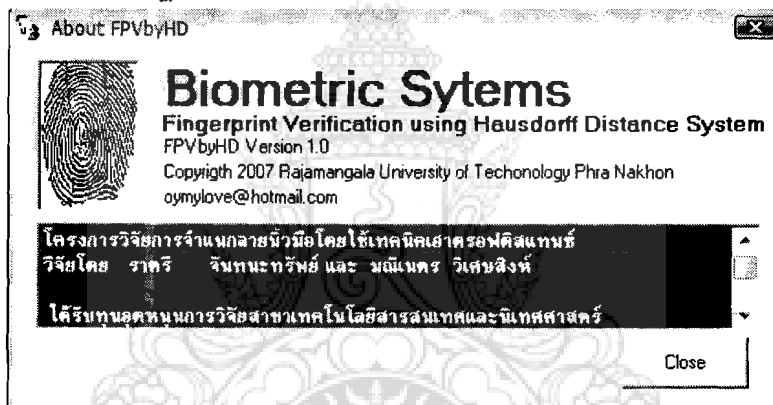 About FPVbyHD
Biometric Sytems
Fingerprint Verification using Hausdorff Distance System
FPVbyHD Version 1.0
Copyrigth 2007 Rajamangala University of Techonology Phra Nakhon
oymylove@hotmail.com
โครงการวิจัยการจำแนกลายนิ้วมือโดยใช้เทคนิคเฮาดรอฟดิสแทนซ์
วิจัยโดย ราตรี จันทนะทรัพย์ และ มณีเนตร วิเศษสิงห์
ได้รับทุนอุดหนุนการวิจัยสาขาเทคโนโลยีสารสนเทศและนิเทศศาสตร์
Close